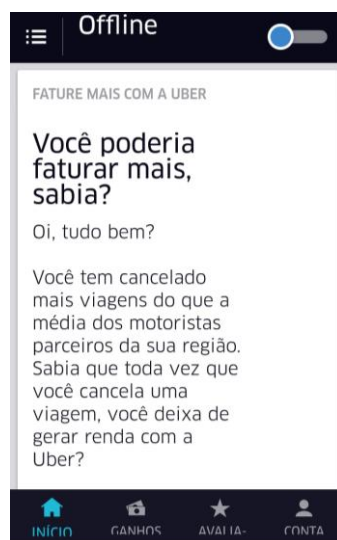 Offline
FATURE MAIS COM A UBER
Você poderia
faturar mais,
sabia?
Oi, tudo bem?
Você tem cancelado
mais viagens do que a
média dos motoristas
parceiros da sua região.
Sabia que toda vez que
você cancela uma
viagem, você deixa de
gerar renda com a
Uber?
INÍCIO GANHOS AVALIA- CONTA